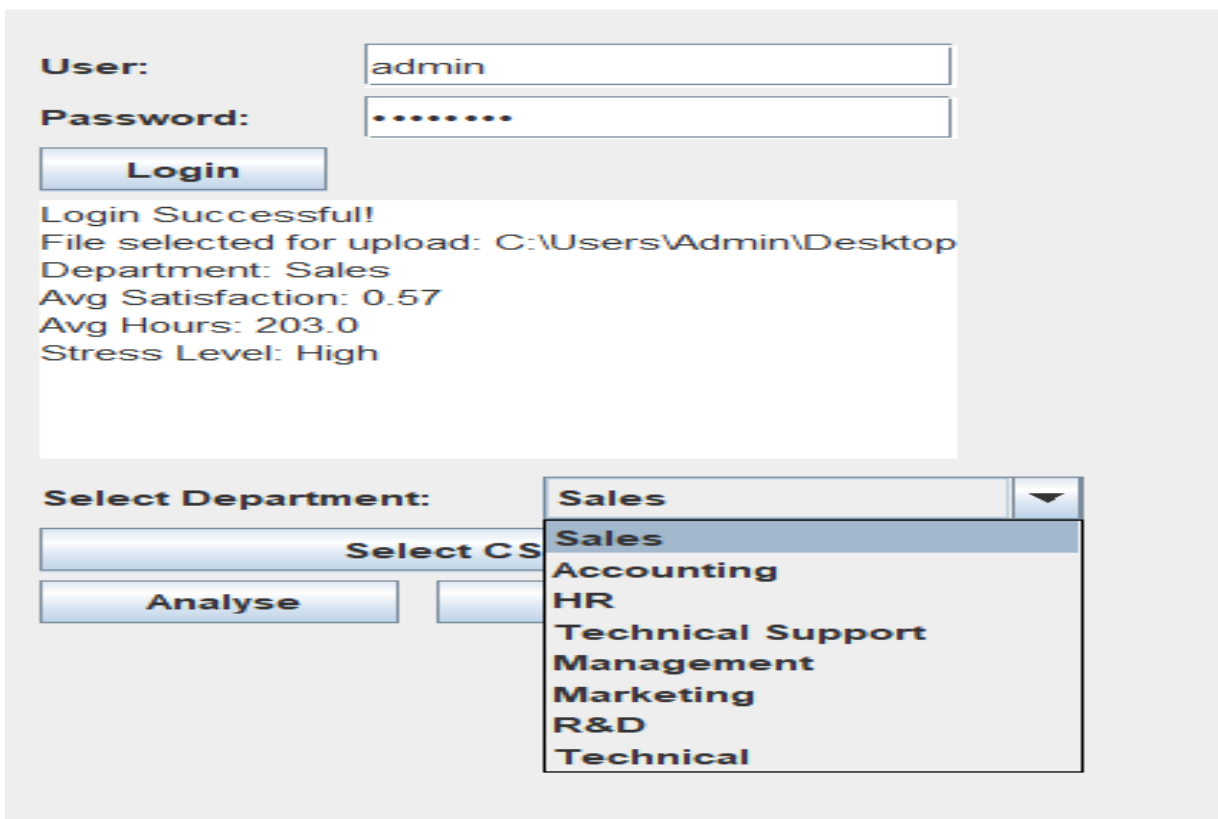 User: admin
Password: ••••••••
Login
Login Successful!
File selected for upload: C:\Users\Admin\Desktop
Department: Sales
Avg Satisfaction: 0.57
Avg Hours: 203.0
Stress Level: High
Select Department: Sales
Select CS
Analyse
Sales
Accounting
HR
Technical Support
Management
Marketing
R&D
Technical